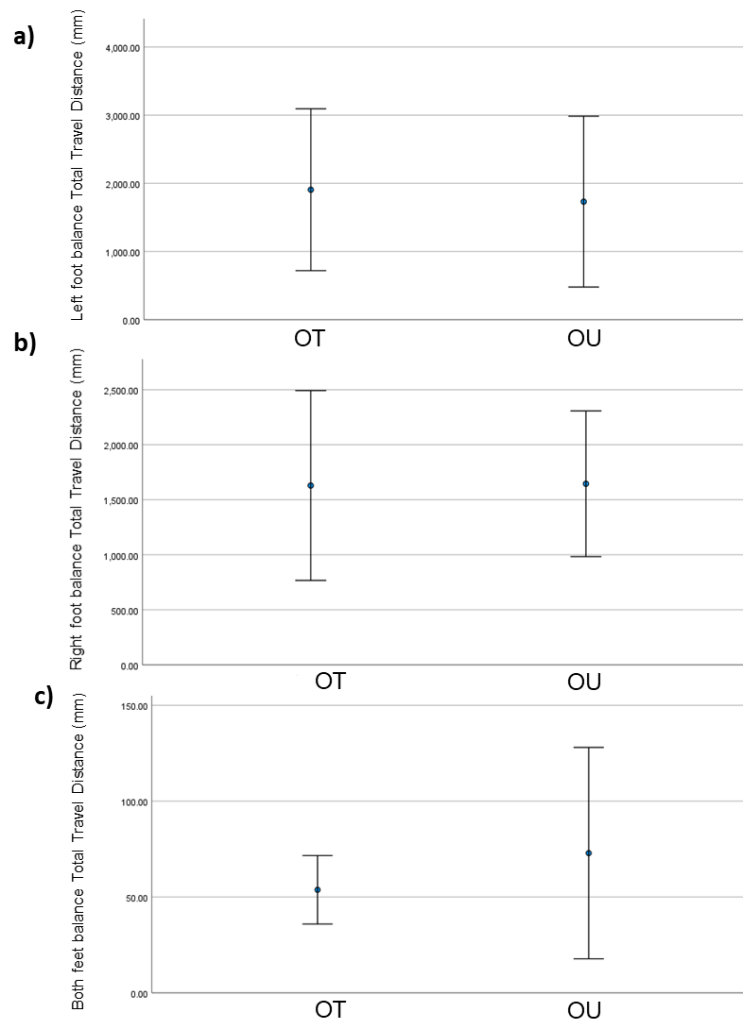 a)
Left foot balance Total Travel Distance (mm)
4,000.00
3,000.00
2,000.00
1,000.00
0.00
OT OU
b)
Right foot balance Total Travel Distance (mm)
2,500.00
2,000.00
1,500.00
1,000.00
500.00
0.00
OT OU
c)
Both feet balance Total Travel Distance (mm)
150.00
100.00
50.00
0.00
OT OU